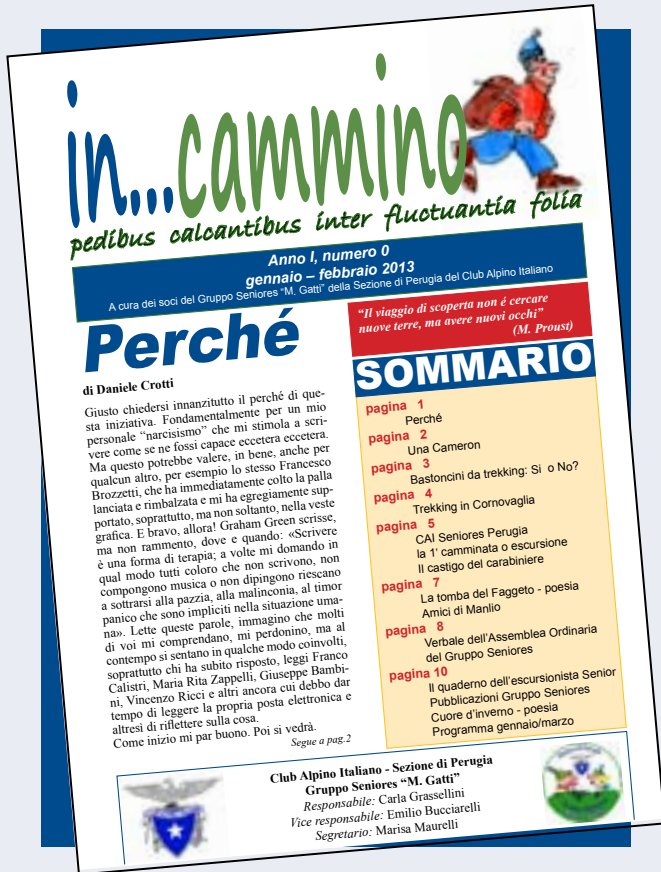 in...cammino
pedibus calcantibus inter fluctuantia folia
Anno I, numero 0
gennaio – febbraio 2013
A cura dei soci del Gruppo Seniores “M. Gatti” della Sezione di Perugia del Club Alpino Italiano
Perché
di Daniele Crotti
Giusto chiedersi innanzitutto il perché di que-
sta iniziativa. Fondamentalmente per un mio
personale “narcisismo” che mi stimola a scri-
vere come se ne fossi capace eccetera eccetera.
Ma questo potrebbe valere, in bene, anche per
qualcun altro, per esempio lo stesso Francesco
Brozzetti, che ha immediatamente colto la palla
lanciata e rimbalzata e mi ha egregiamente sup-
portato, soprattutto, ma non soltanto, nella veste
grafica. E bravo, allora! Graham Green scrisse,
ma non rammento, dove e quando: «Scrivere
è una forma di terapia; a volte mi domando in
qual modo tutti coloro che non scrivono, non
compongono musica o non dipingono riescano
a sottrarsi alla pazzia, alla malinconia, al timor
panico che sono impliciti nella situazione uma-
na». Lette queste parole, immagino che molti
di voi mi comprendano, mi perdonino, ma al
contempo si sentano in qualche modo coinvolti,
soprattutto chi ha subito risposto, leggi Franco
Calistri, Maria Rita Zappelli, Giuseppe Bambi-
ni, Vincenzo Ricci e altri ancora cui debbo dar
tempo di leggere la propria posta elettronica e
altresì di riflettere sulla cosa.
Come inizio mi par buono. Poi si vedrà.
Segue a pag.2
“Il viaggio di scoperta non é cercare
nuove terre, ma avere nuovi occhi”
(M. Proust)
SOMMARIO
pagina 1
Perché
pagina 2
Una Cameron
pagina 3
Bastoncini da trekking: Si o No?
pagina 4
Trekking in Cornovaglia
pagina 5
CAI Seniores Perugia
la 1' camminata o escursione
Il castigo del carabiniere
pagina 7
La tomba del Faggeto - poesia
Amici di Manlio
pagina 8
Verbale dell'Assemblea Ordinaria
del Gruppo Seniores
pagina 10
Il quaderno dell'escursionista Senior
Pubblicazioni Gruppo Seniores
Cuore d'inverno - poesia
Programma gennaio/marzo
Club Alpino Italiano - Sezione di Perugia
Gruppo Seniores “M. Gatti”
Responsabile: Carla Grassellini
Vice responsabile: Emilio Bucciarelli
Segretario: Marisa Maurelli